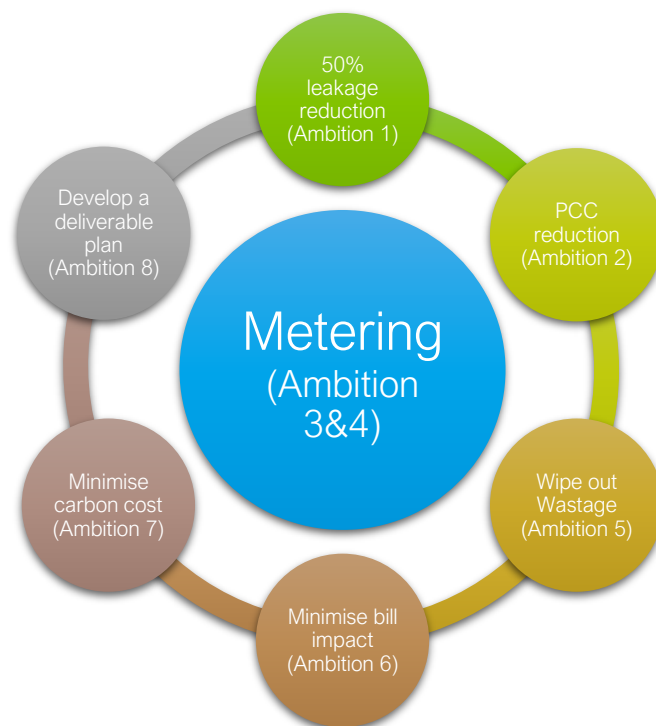 50%
leakage
reduction
(Ambition 1)
PCC
reduction
(Ambition 2)
Develop a
deliverable
plan
(Ambition 8)
Metering
(Ambition
3&4)
Minimise
carbon cost
(Ambition 7)
Wipe out
Wastage
(Ambition 5)
Minimise bill
impact
(Ambition 6)